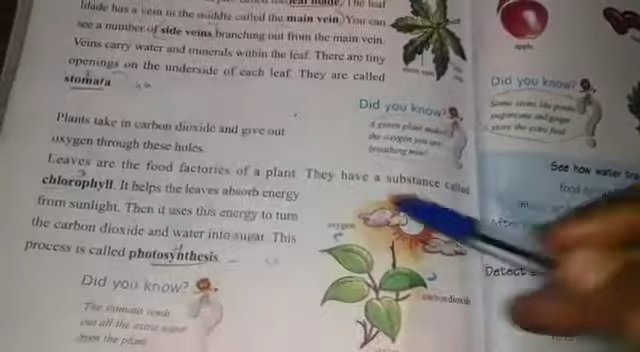 blade has a vein in the middle called the main vein. You can
see a number of side veins branching out from the main vein.
Veins carry water and minerals within the leaf. There are tiny
openings on the underside of each leaf. They are called
stomata
Plants take in carbon dioxide and give out
oxygen through these holes.
Leaves are the food factories of a plant. They have a substance called
chlorophyll. It helps the leaves absorb energy
from sunlight. Then it uses this energy to turn
the carbon dioxide and water into sugar. This
process is called photosynthesis.
Did you know?
The stomata send
out all the extra water
from the plant
Did you know?
A green plant makes
the oxygen you are
breathing now!
oxygen
carbon dioxide
apple
Did you know?
Some stems like potato
sugarcane and ginger
store the extra food
See how water
food
After
Detect